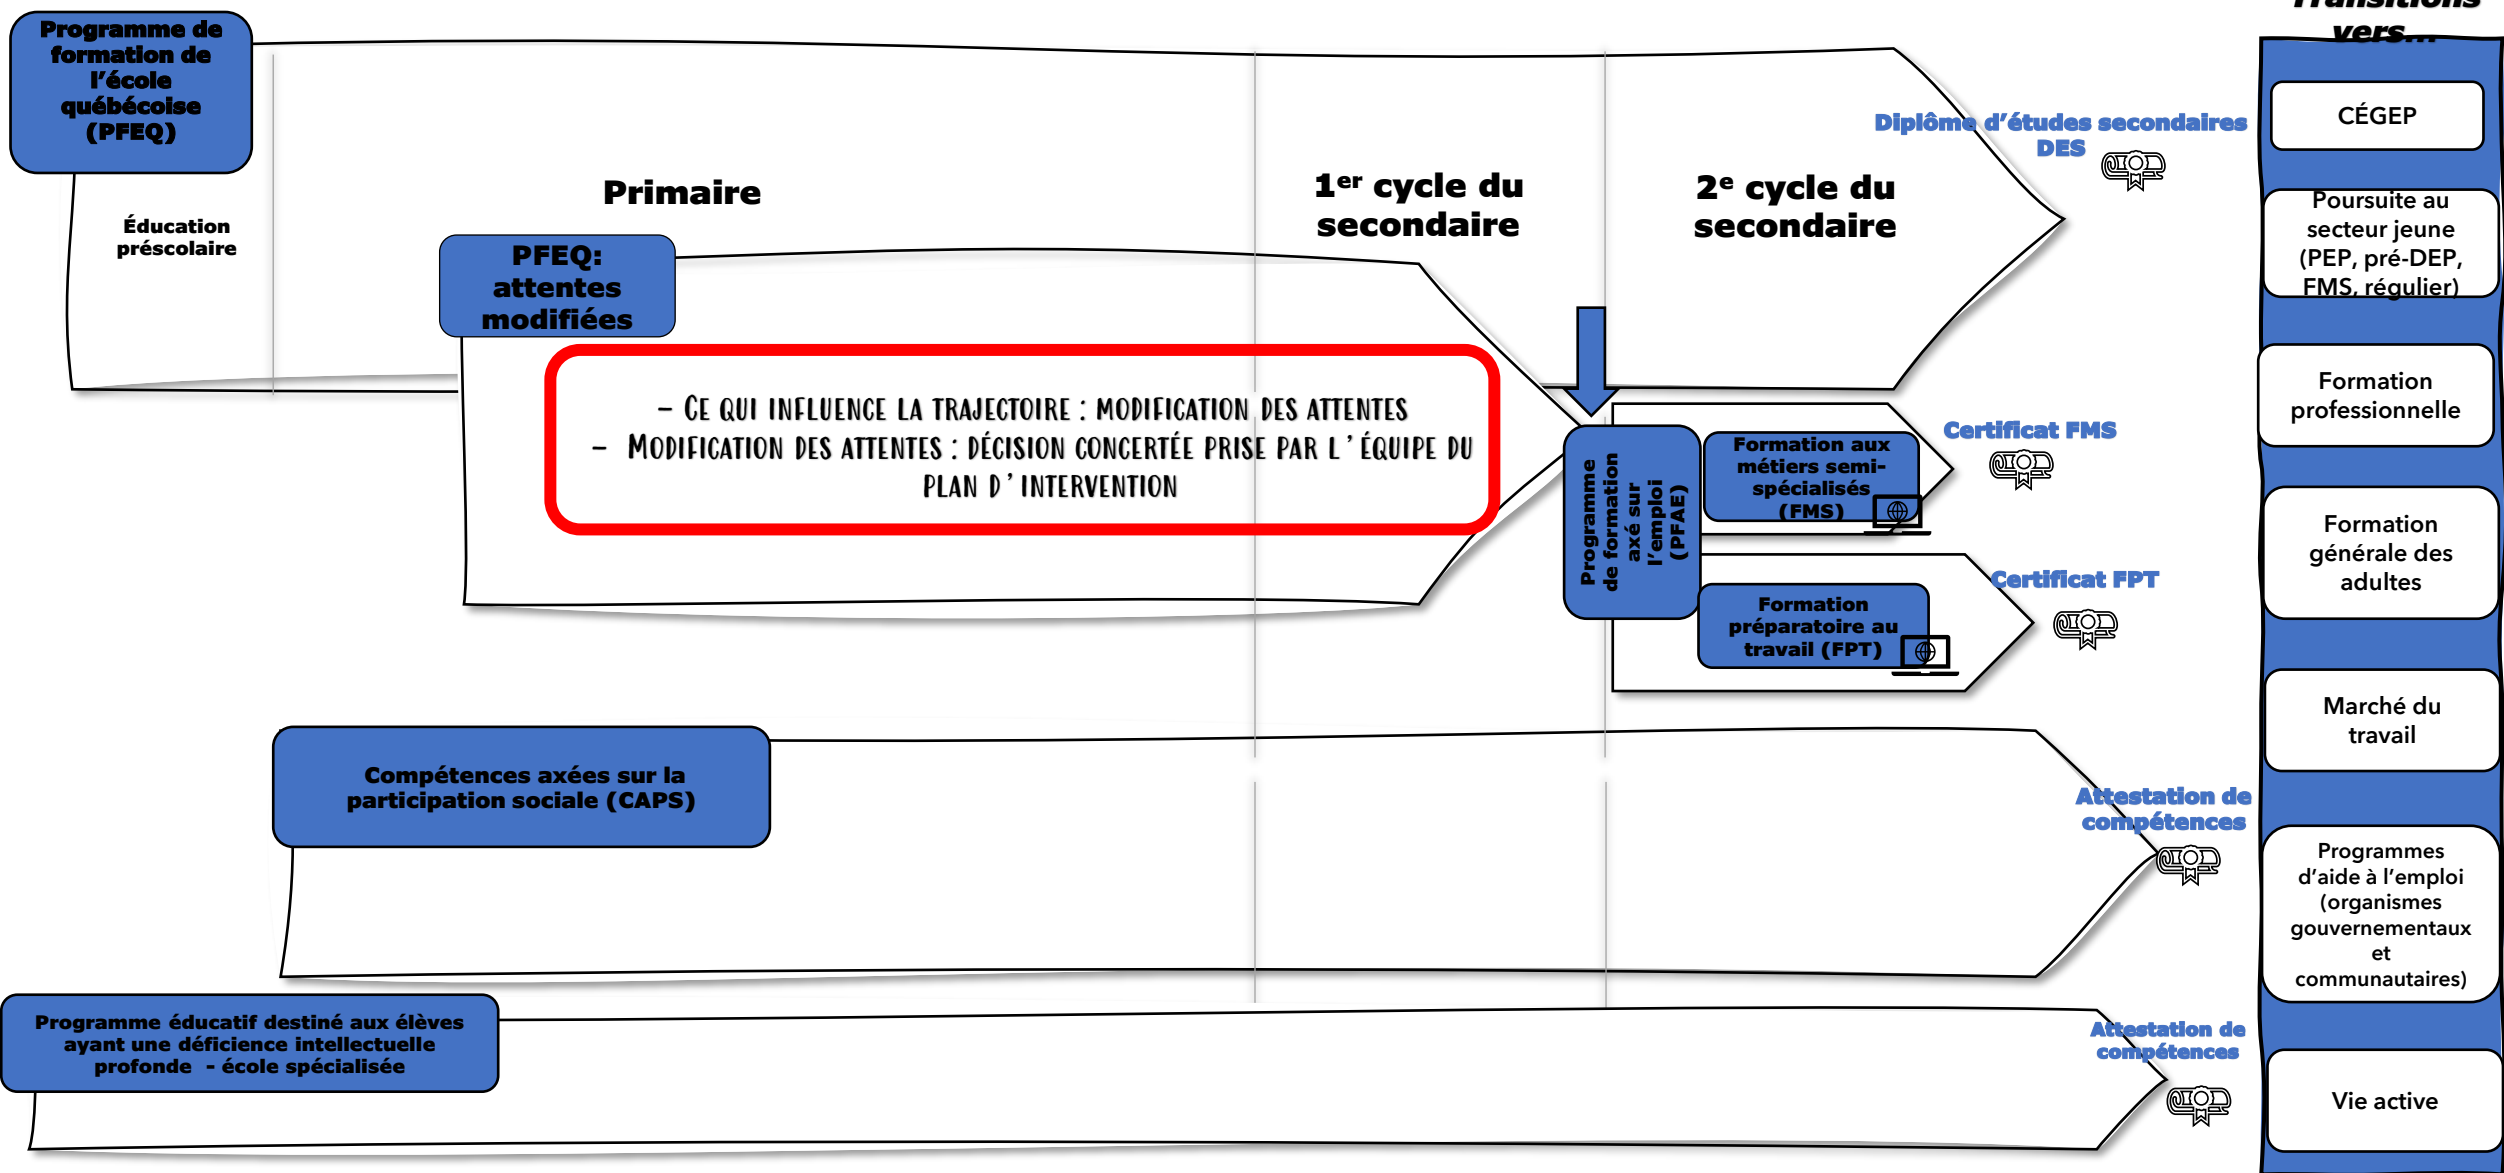 Programme de
formation de
l'école
québécoise
(PFEQ)
Transitions
vers...
Éducation
préscolaire
Primaire
1er cycle du
secondaire
2e cycle du
secondaire
Diplôme d'études secondaires
DES
PFEQ:
attentes
modifiées
– Ce qui influence la trajectoire : modification des attentes
– Modification des attentes : décision concertée prise par l'équipe du
plan d'intervention
Programme
de formation
axé sur
l'emploi
(PFAE)
Formation aux
métiers semi-
spécialisés
(FMS)
Certificat FMS
Formation
préparatoire au
travail (FPT)
Certificat FPT
Compétences axées sur la
participation sociale (CAPS)
Attestation de
compétences
Programme éducatif destiné aux élèves
ayant une déficience intellectuelle
profonde - école spécialisée
Attestation de
compétences
CÉGEP
Poursuite au
secteur jeune
(PEP, pré-DEP,
FMS, régulier)
Formation
professionnelle
Formation
générale des
adultes
Marché du
travail
Programmes
d'aide à l'emploi
(organismes
gouvernementaux
et
communautaires)
Vie active